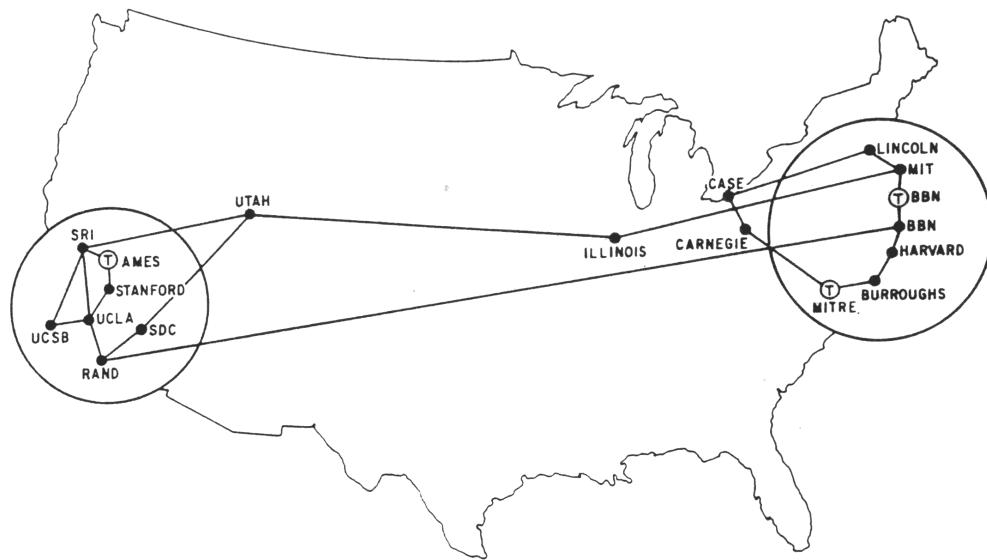 LINCOLN
MIT
CASE
T BBN
UTAH
BBN
SRI
CARNEGIE
ILLINOIS
HARVARD
T AMES
STANFORD
BURROUGHS
T
MITRE
UCLA
SDC
UCSB
RAND